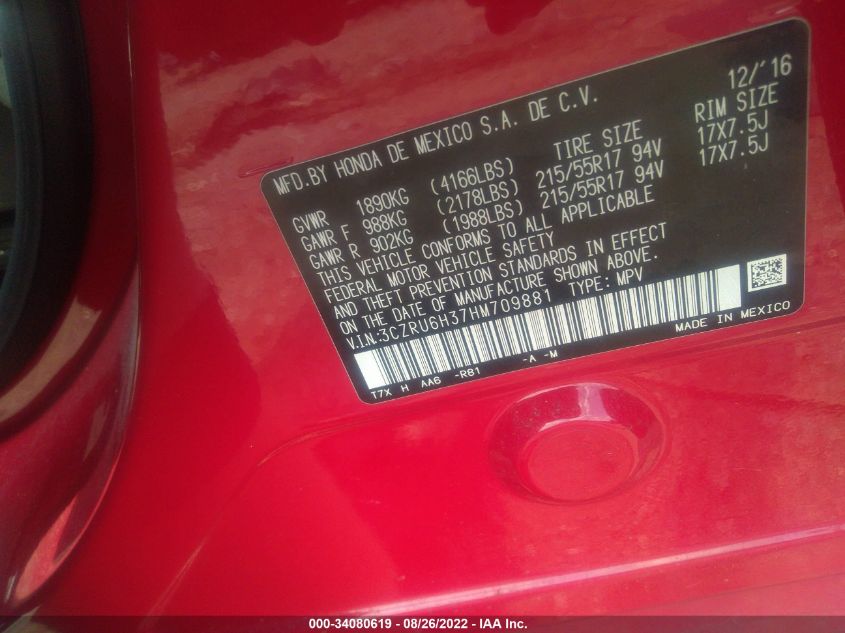 MFD.BY HONDA DE MEXICO S.A. DE C.V. 12/'16
TIRE SIZE RIM SIZE
GVWR 1890KG (4166LBS)
GAWR F 988KG (2178LBS) 215/55R17 94V 17X7.5J
GAWR R 902KG (1988LBS) 215/55R17 94V 17X7.5J
THIS VEHICLE CONFORMS TO ALL APPLICABLE
FEDERAL MOTOR VEHICLE SAFETY
AND THEFT PREVENTION STANDARDS IN EFFECT
ON THE DATE OF MANUFACTURE SHOWN ABOVE.
V.I.N:3CZRU6H37HM709881 TYPE: MPV
T7X H AA6 -R81 -A -M MADE IN MEXICO
000-34080619 - 08/26/2022 - IAA Inc.